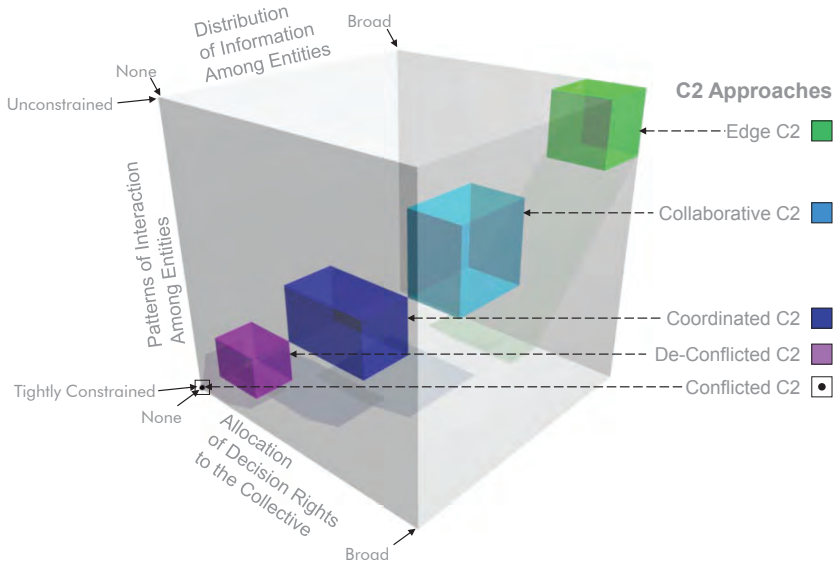 Distribution
of Information
Among Entities
Broad
None
Unconstrained
C2 Approaches
Edge C2
Collaborative C2
Patterns of Interaction
Among Entities
Coordinated C2
De-Conflicted C2
Conflicted C2
Tightly Constrained
None
Allocation
of Decision Rights
to the Collective
Broad